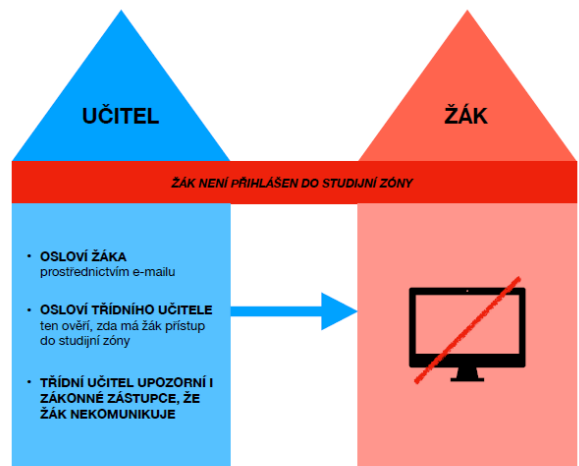 UČITEL
ŽÁK
ŽÁK NENÍ PŘIHLÁŠEN DO STUDIJNÍ ZÓNY
• OSLOVÍ ŽÁKA
prostřednictvím e-mailu
• OSLOVÍ TŘÍDNÍHO UČITELE
ten ověří, zda má žák přístup
do studijní zóny
• TŘÍDNÍ UČITEL UPOZORNÍ I
ZÁKONNÉ ZÁSTUPCE, ŽE
ŽÁK NEKOMUNIKUJE